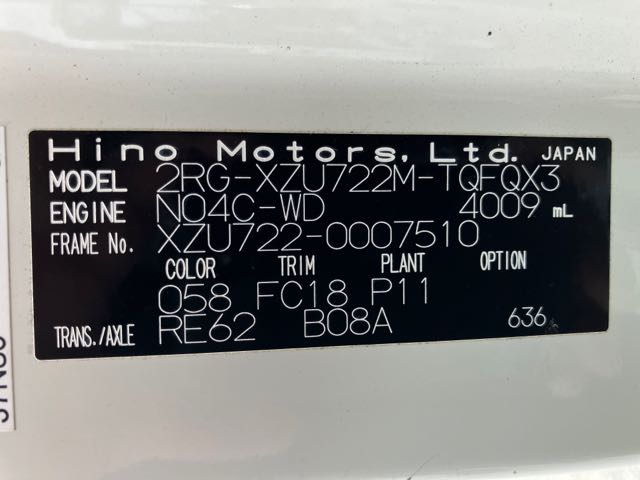 Hino Motors, Ltd. JAPAN
MODEL 2RG-XZU722M-TQFQX3
ENGINE N04C-WD 4009 mL
FRAME No. XZU722-0007510
COLOR TRIM PLANT OPTION
058 FC18 P11
TRANS./AXLE RE62 B08A 636